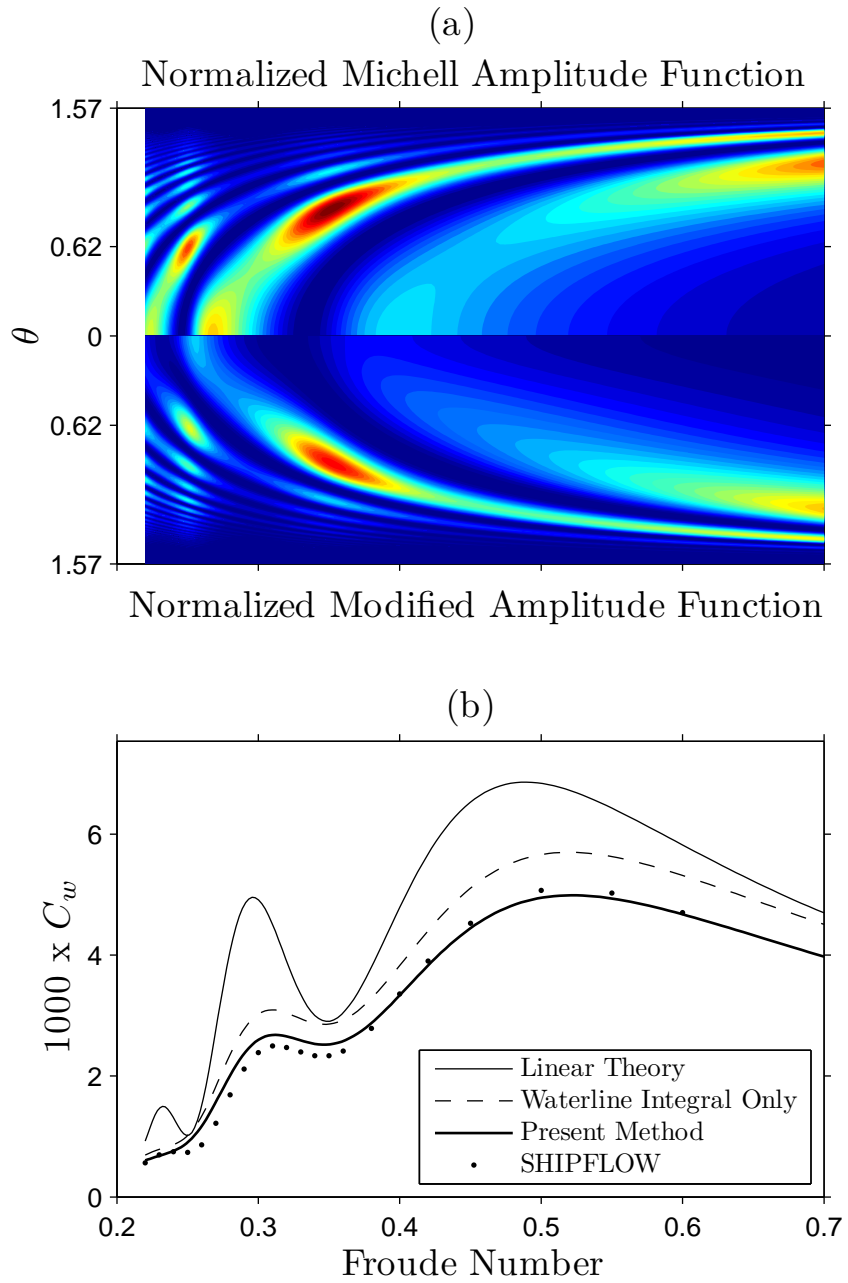 (a)
Normalized Michell Amplitude Function
1.57
0.62
0
0.62
1.57
θ
Normalized Modified Amplitude Function
(b)
6
4
2
0
1000 x C_w
Linear Theory
Waterline Integral Only
Present Method
SHIPFLOW
0.2 0.3 0.4 0.5 0.6 0.7
Froude Number